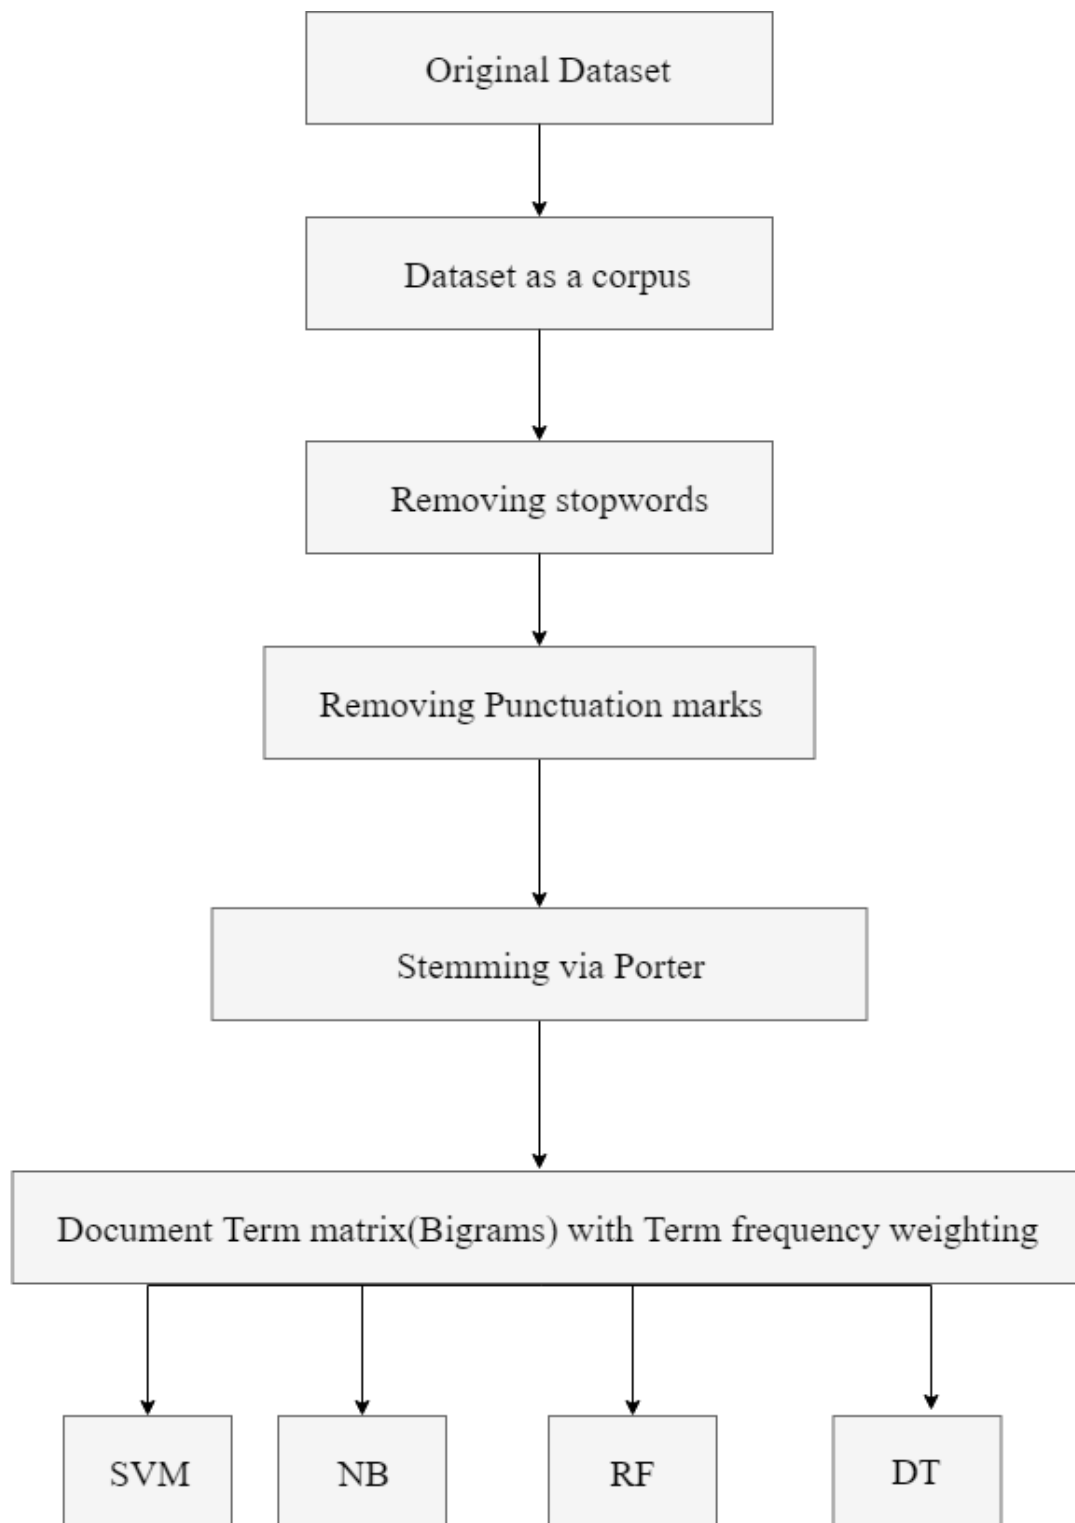 Original Dataset
Dataset as a corpus
Removing stopwords
Removing Punctuation marks
Stemming via Porter
Document Term matrix(Bigrams) with Term frequency weighting
SVM
NB
RF
DT